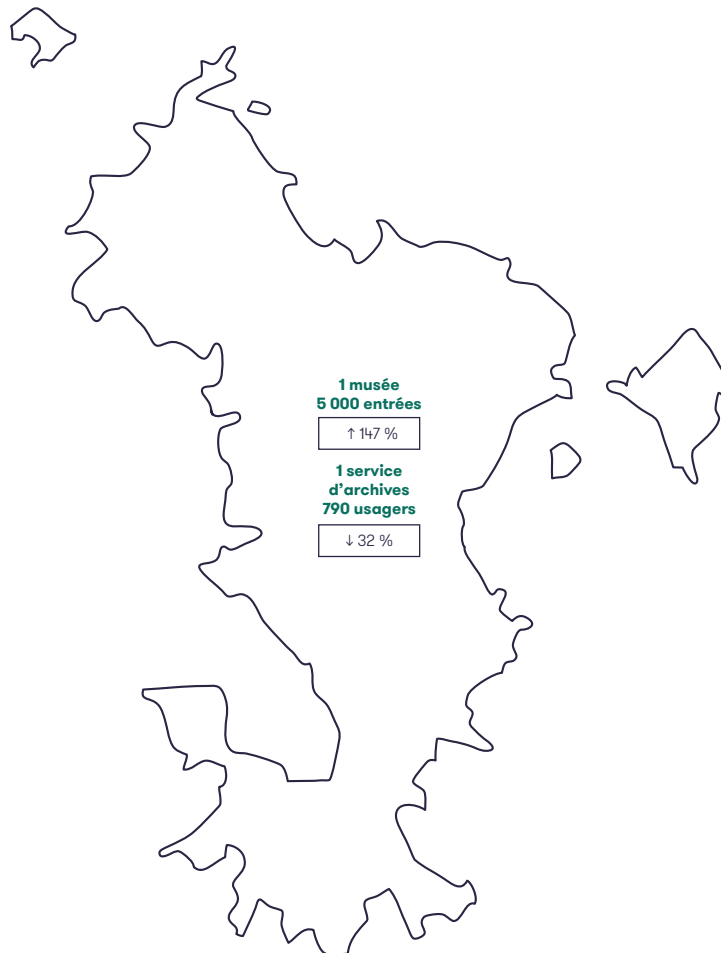 1 musée
5 000 entrées
↑ 147 %
1 service
d'archives
790 usagers
↓ 32 %